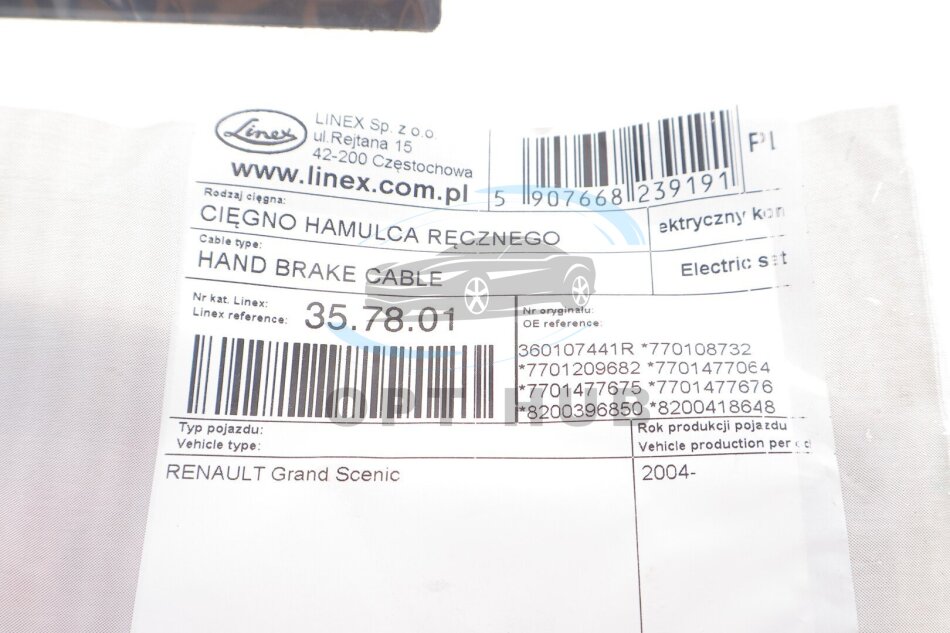 Linex
LINEX Sp. z o.o.
ul.Rejtana 15
42-200 Częstochowa
www.linex.com.pl
5 907668 239191
Rodzaj cięgna:
CIĘGNO HAMULCA RĘCZNEGO
ektryczny kon
Cable type:
HAND BRAKE CABLE
Electric set
Nr kat. Linex:
Linex reference: 35.78.01
Nr oryginału:
OE reference:
360107441R *770108732
*7701209682 *7701477064
*7701477675 *7701477676
*8200396850 *8200418648
OPT HUB
Typ pojazdu:
Vehicle type:
Rok produkcji pojazdu
Vehicle production per
RENAULT Grand Scenic
2004-